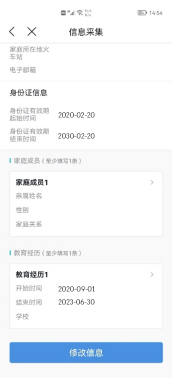 14:54
信息采集
家庭所在地火
车站
电子邮箱
身份证信息
身份证有效期
起始时间
2020-02-20
身份证有效期
结束时间
2030-02-20
家庭成员（至少填写1条）
家庭成员1
亲属姓名
性别
家庭关系
教育经历（至少填写1条）
教育经历1
开始时间 2020-09-01
结束时间 2023-06-30
学校
修改信息